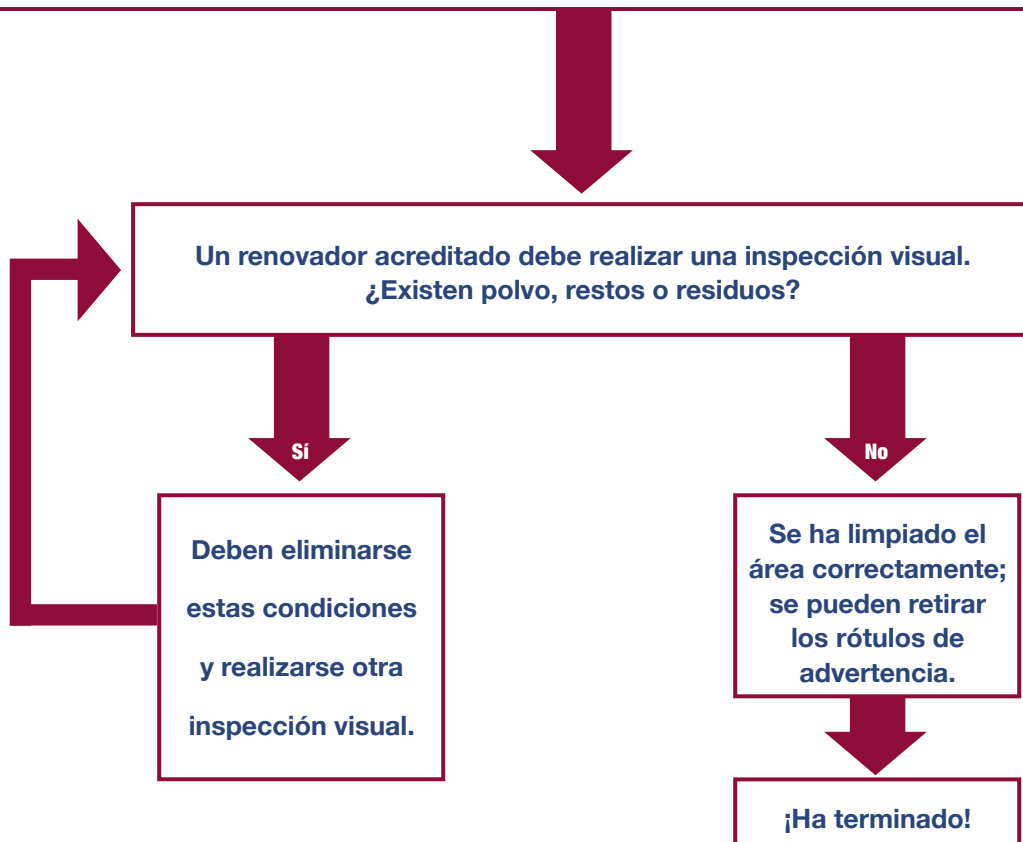 Un renovador acreditado debe realizar una inspección visual.
¿Existen polvo, restos o residuos?
Sí
No
Deben eliminarse
estas condiciones
y realizarse otra
inspección visual.
Se ha limpiado el
área correctamente;
se pueden retirar
los rótulos de
advertencia.
¡Ha terminado!